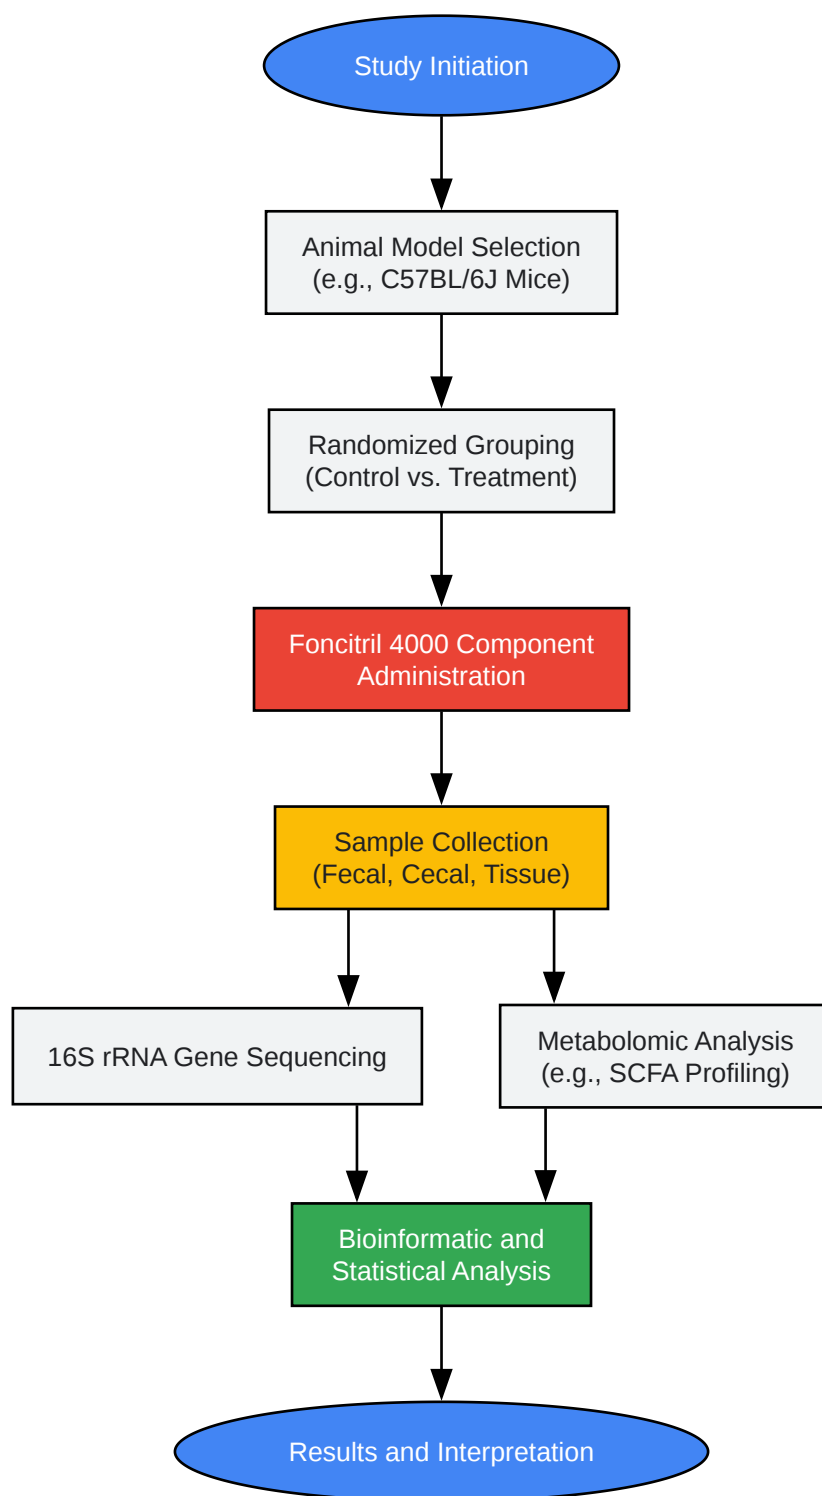 Study Initiation
Animal Model Selection
(e.g., C57BL/6J Mice)
Randomized Grouping
(Control vs. Treatment)
Foncitril 4000 Component
Administration
Sample Collection
(Fecal, Cecal, Tissue)
16S rRNA Gene Sequencing
Metabolomic Analysis
(e.g., SCFA Profiling)
Bioinformatic and
Statistical Analysis
Results and Interpretation